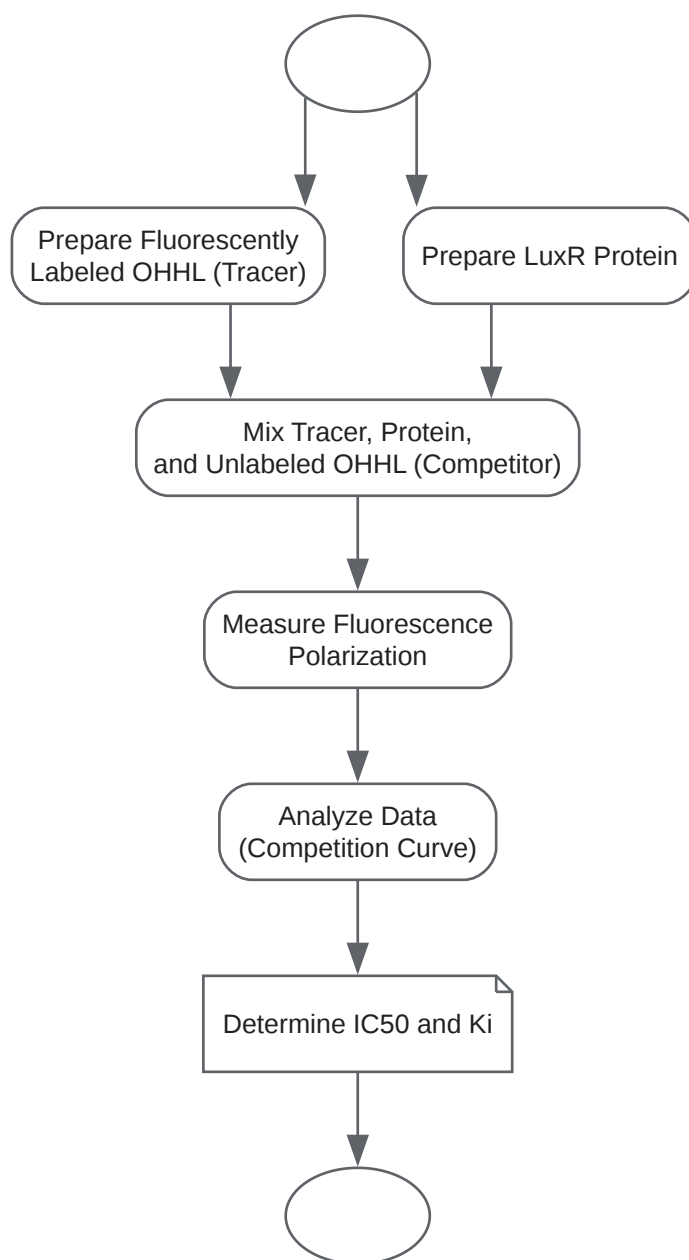 Prepare Fluorescently
Labeled OHHL (Tracer)
Prepare LuxR Protein
Mix Tracer, Protein,
and Unlabeled OHHL (Competitor)
Measure Fluorescence
Polarization
Analyze Data
(Competition Curve)
Determine IC50 and Ki